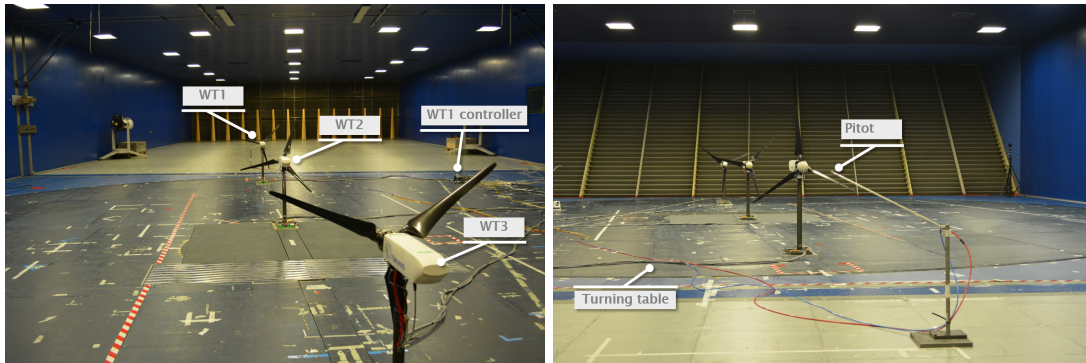 WT1
WT2
WT1 controller
WT3
Pitot
Turning table